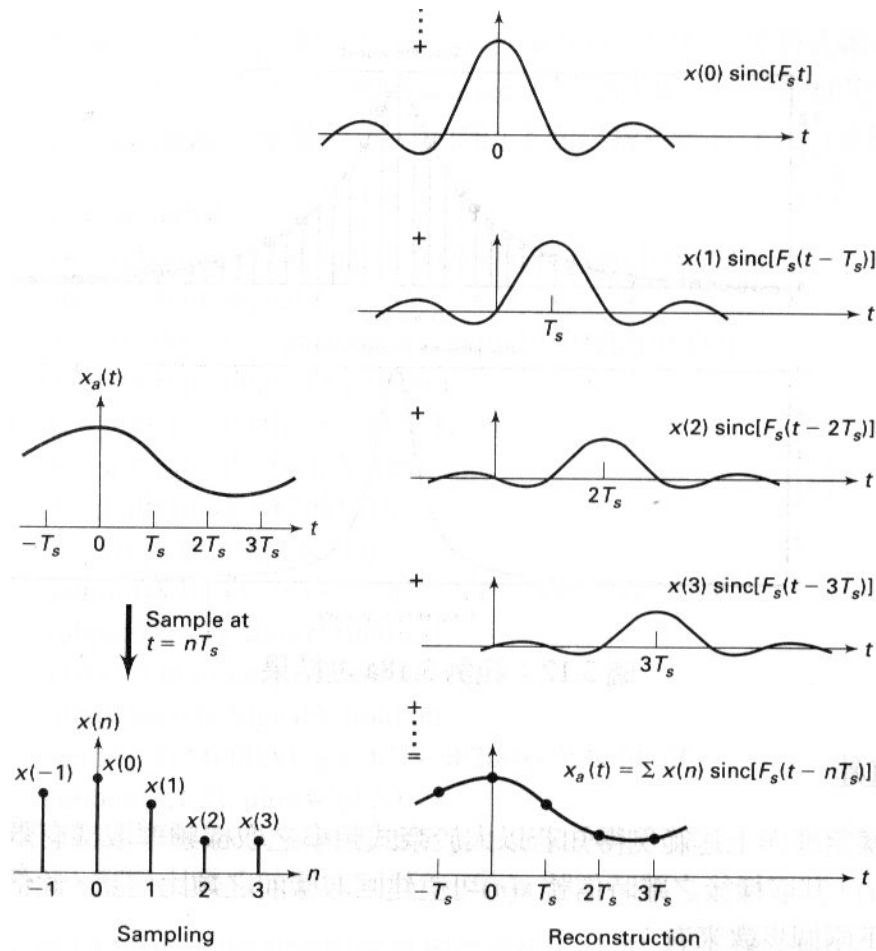 x(0) sinc[F_s t]
t
0
x(1) sinc[F_s(t − T_s)]
t
T_s
x_a(t)
t
−T_s 0 T_s 2T_s 3T_s
x(2) sinc[F_s(t − 2T_s)]
t
2T_s
Sample at
t = nT_s
x(3) sinc[F_s(t − 3T_s)]
t
3T_s
x(n)
x(−1) x(0) x(1) x(2) x(3)
n
−1 0 1 2 3
Sampling
x_a(t) = Σ x(n) sinc[F_s(t − nT_s)]
t
−T_s 0 T_s 2T_s 3T_s
Reconstruction